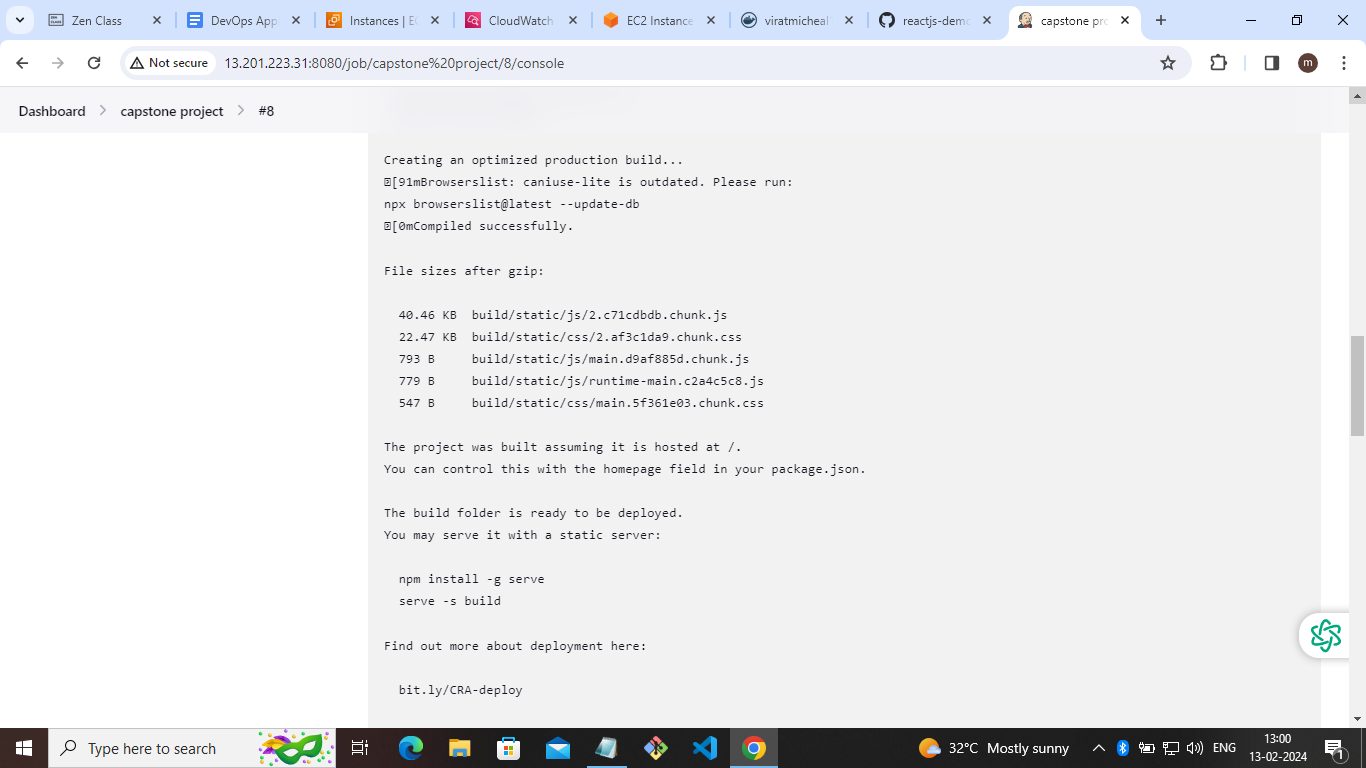 Zen Class
DevOps App
Instances | EC
CloudWatch
EC2 Instance
viratmicheal
reactjs-demo
capstone pro
Not secure
13.201.223.31:8080/job/capstone%20project/8/console
m
Dashboard
capstone project
#8
Creating an optimized production build...
[91mBrowserslist: caniuse-lite is outdated. Please run:
npx browserslist@latest --update-db
[0mCompiled successfully.
File sizes after gzip:
40.46 KB build/static/js/2.c71cdbdb.chunk.js
22.47 KB build/static/css/2.af3c1da9.chunk.css
793 B build/static/js/main.d9af885d.chunk.js
779 B build/static/js/runtime-main.c2a4c5c8.js
547 B build/static/css/main.5f361e03.chunk.css
The project was built assuming it is hosted at /.
You can control this with the homepage field in your package.json.
The build folder is ready to be deployed.
You may serve it with a static server:
npm install -g serve
serve -s build
Find out more about deployment here:
bit.ly/CRA-deploy
Type here to search
32°C Mostly sunny
ENG
13:00
13-02-2024
1